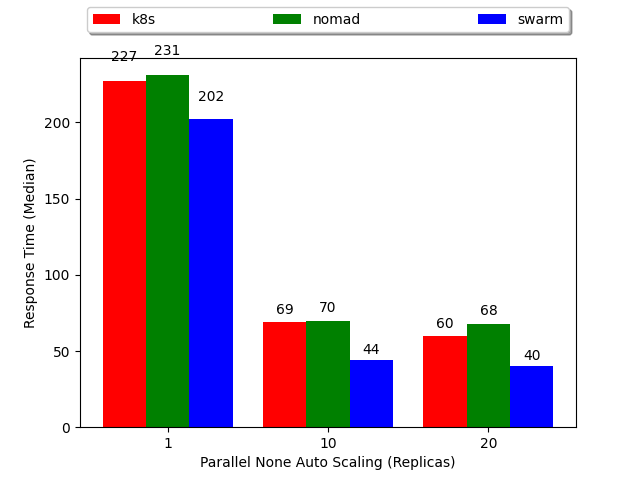 k8s nomad swarm
227 231 202
69 70 44
60 68 40
200
150
100
50
0
1 10 20
Response Time (Median)
Parallel None Auto Scaling (Replicas)